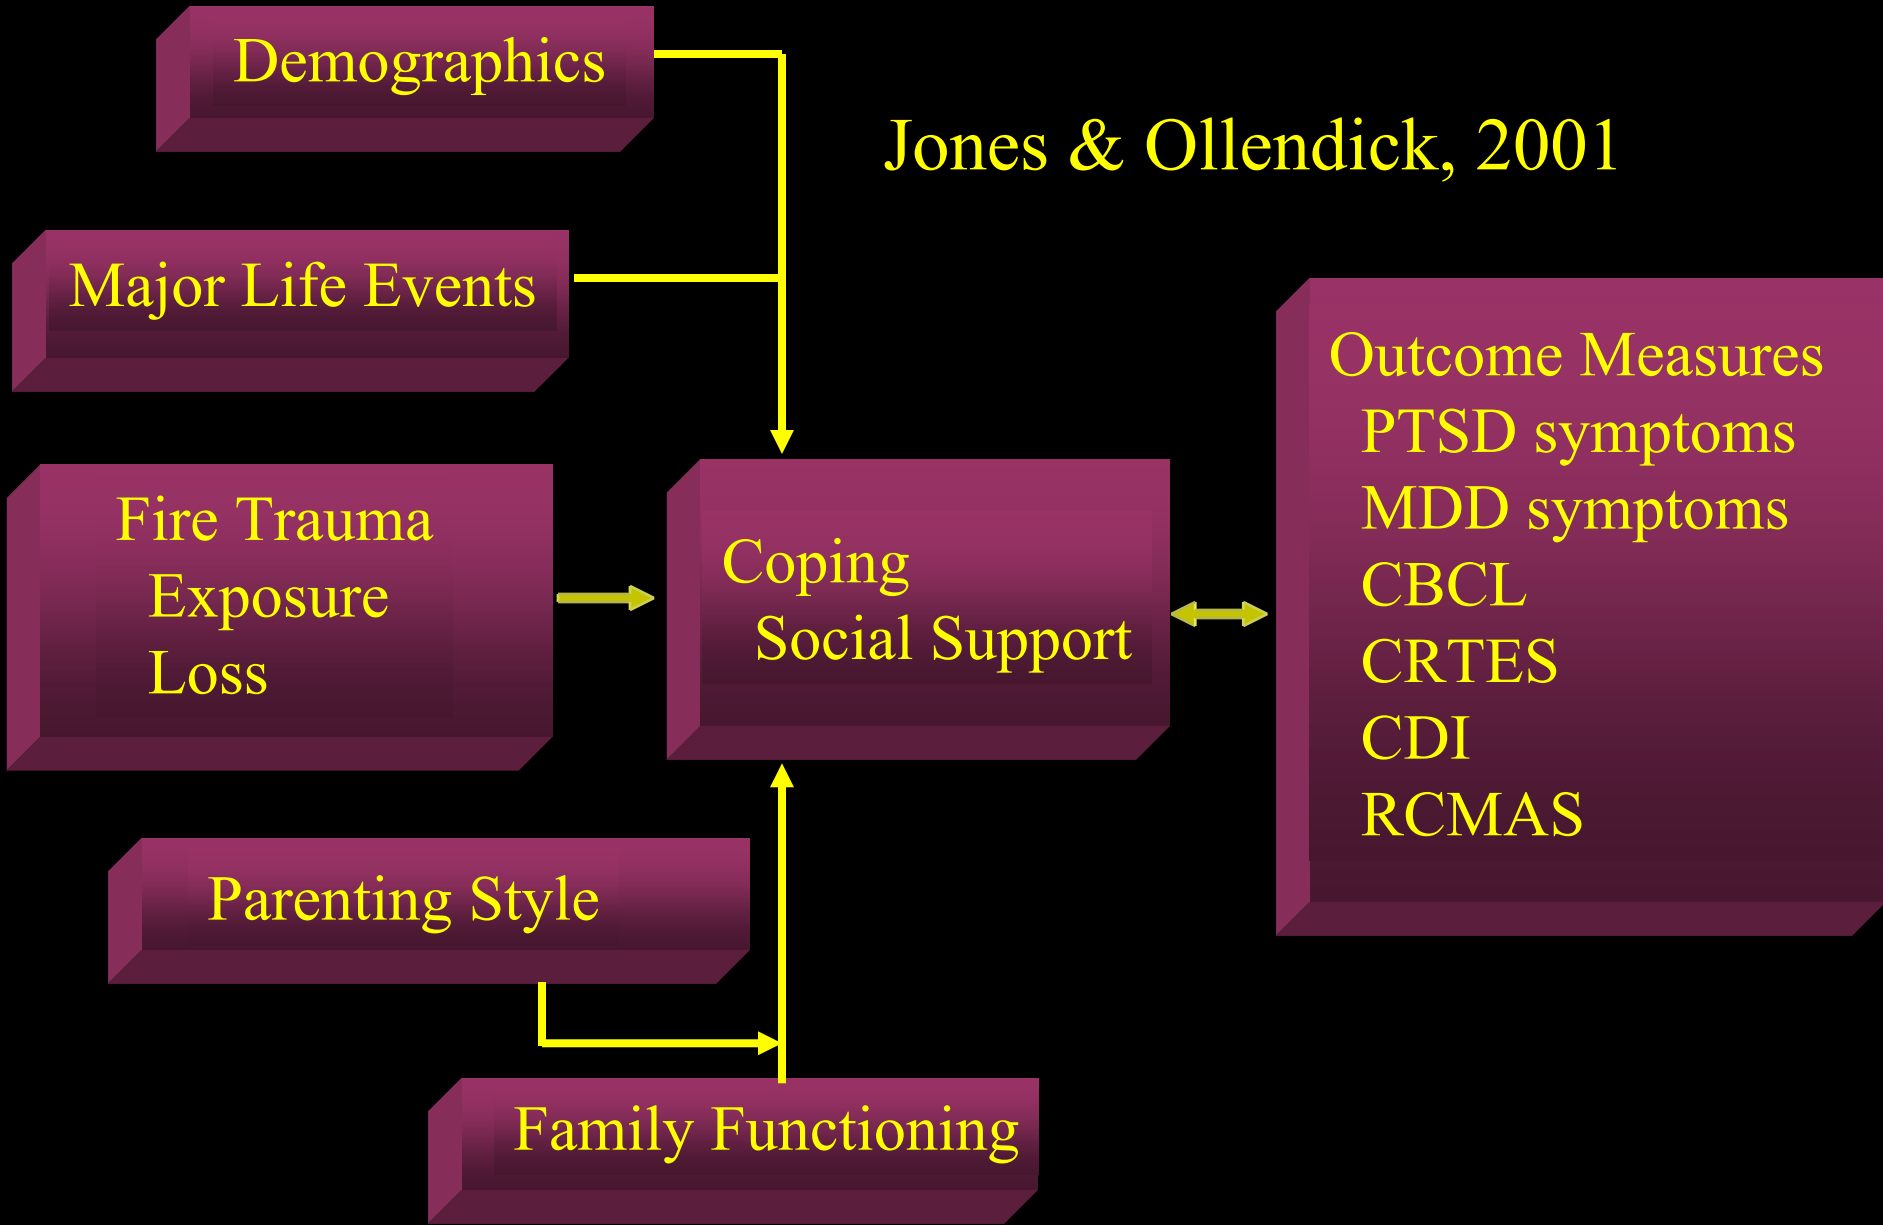 Demographics
Jones & Ollendick, 2001
Major Life Events
Fire Trauma
Exposure
Loss
Coping
Social Support
Outcome Measures
PTSD symptoms
MDD symptoms
CBCL
CRTES
CDI
RCMAS
Parenting Style
Family Functioning